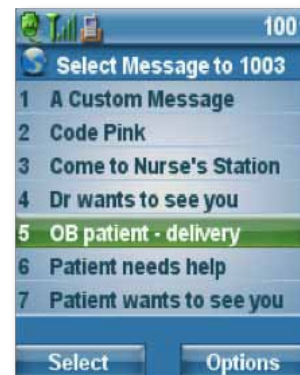 100
Select Message to 1003
1 A Custom Message
2 Code Pink
3 Come to Nurse's Station
4 Dr wants to see you
5 OB patient - delivery
6 Patient needs help
7 Patient wants to see you
Select Options